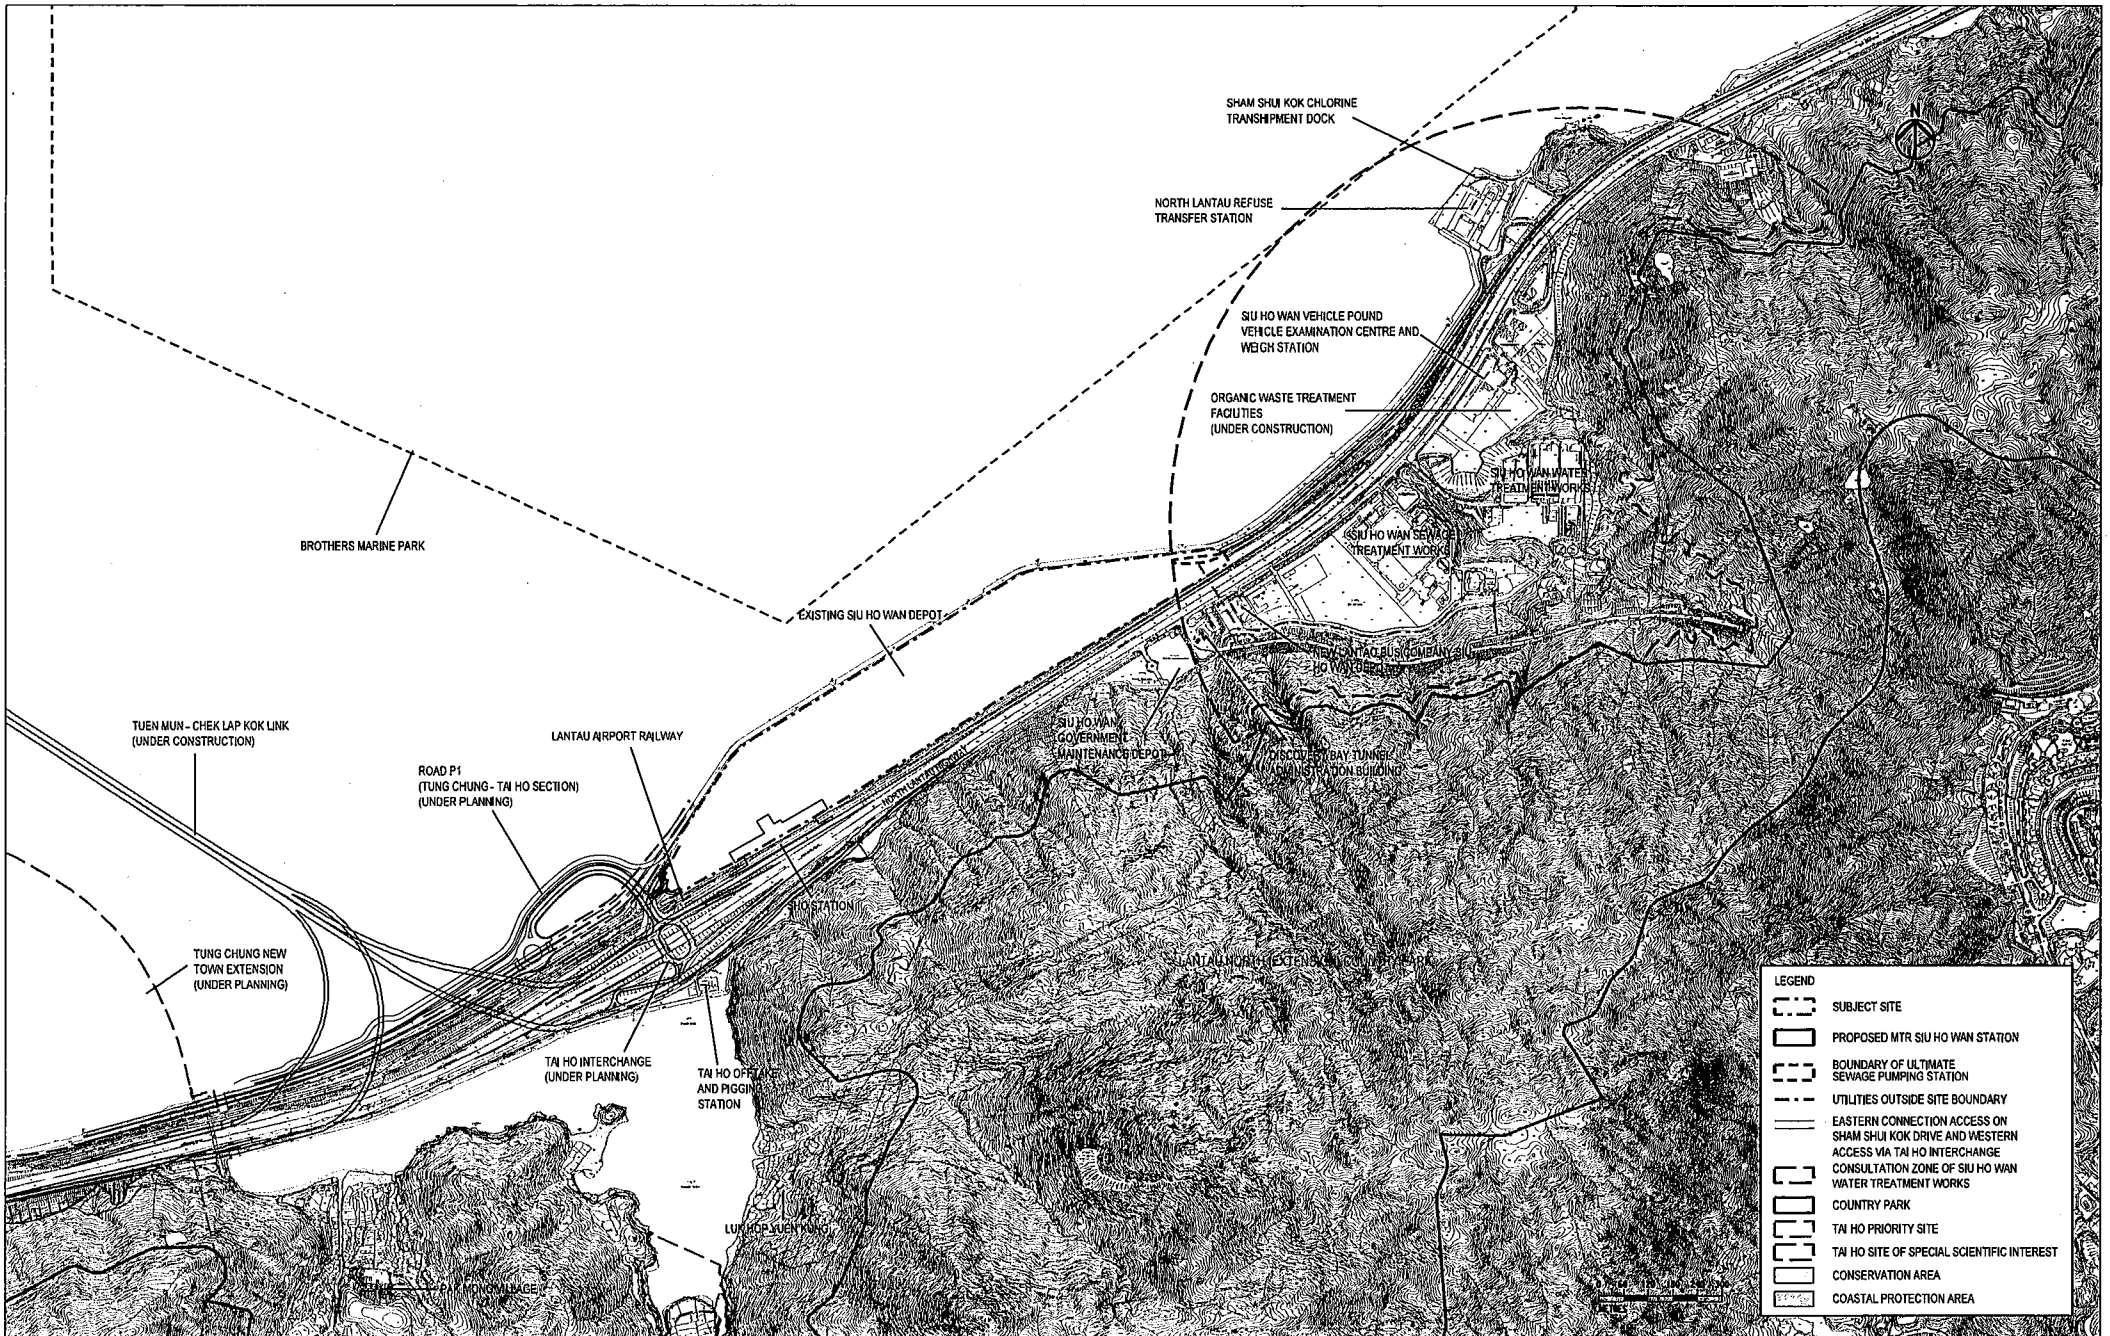 SHAM SHUI KOK CHLORINE
TRANSHIPMENT DOCK
N
NORTH LANTAU REFUSE
TRANSFER STATION
SIU HO WAN VEHICLE POUND
VEHICLE EXAMINATION CENTRE AND
WEIGH STATION
ORGANIC WASTE TREATMENT
FACILITIES
(UNDER CONSTRUCTION)
SIU HO WAN WATER
TREATMENT WORKS
SIU HO WAN SEWAGE
TREATMENT WORKS
BROTHERS MARINE PARK
EXISTING SIU HO WAN DEPOT
NEW LANTAO BUS COMPANY SIU
HO WAN DEPOT
TUEN MUN - CHEK LAP KOK LINK
(UNDER CONSTRUCTION)
LANTAU AIRPORT RAILWAY
SIU HO WAN
GOVERNMENT
MAINTENANCE DEPOT
DISCOVERY BAY TUNNEL
ADMINISTRATION BUILDING
ROAD P1
(TUNG CHUNG - TAI HO SECTION)
(UNDER PLANNING)
NORTH LANTAU HIGHWAY
SHO STATION
TUNG CHUNG NEW
TOWN EXTENSION
(UNDER PLANNING)
LANTAU NORTH (EXTENSION) COUNTRY PARK
TAI HO INTERCHANGE
(UNDER PLANNING)
TAI HO OFFTAKE
AND PIGGING
STATION
LUK HOP YUEN KUNG
PAK MONG VILLAGE
LEGEND
SUBJECT SITE
PROPOSED MTR SIU HO WAN STATION
BOUNDARY OF ULTIMATE
SEWAGE PUMPING STATION
UTILITIES OUTSIDE SITE BOUNDARY
EASTERN CONNECTION ACCESS ON
SHAM SHUI KOK DRIVE AND WESTERN
ACCESS VIA TAI HO INTERCHANGE
CONSULTATION ZONE OF SIU HO WAN
WATER TREATMENT WORKS
COUNTRY PARK
TAI HO PRIORITY SITE
TAI HO SITE OF SPECIAL SCIENTIFIC INTEREST
CONSERVATION AREA
COASTAL PROTECTION AREA